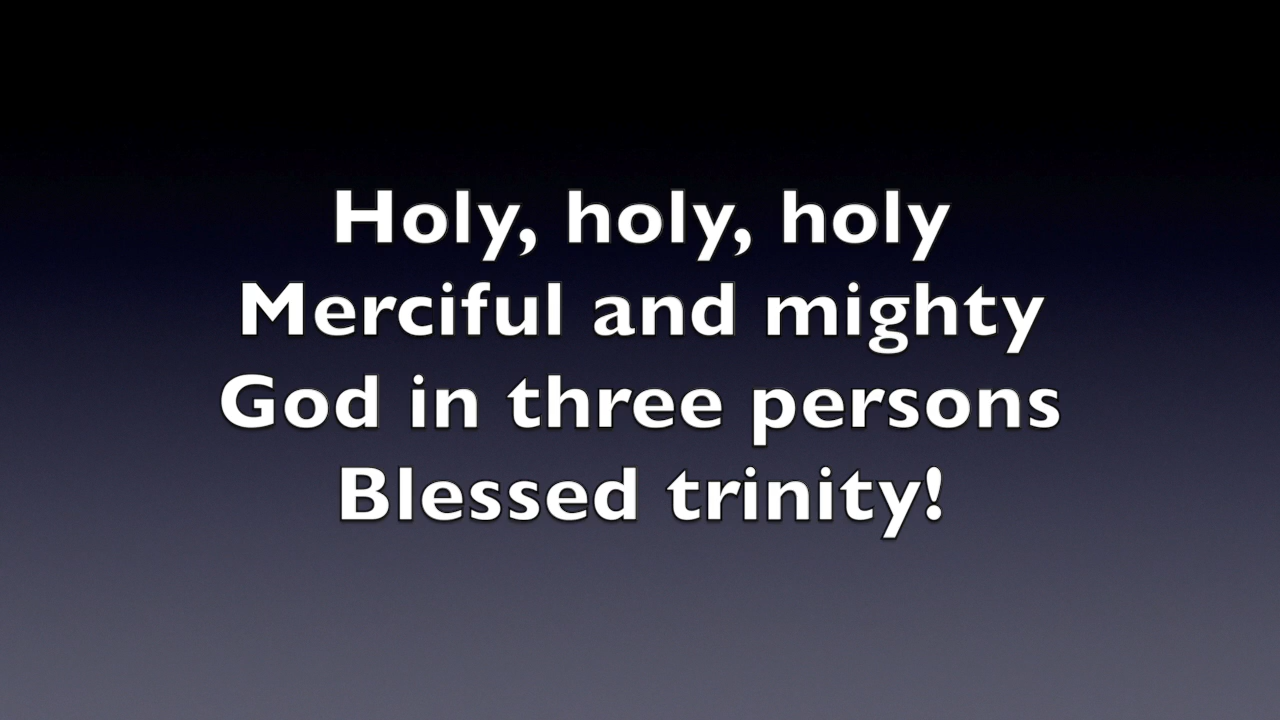 Holy, holy, holy
Merciful and mighty
God in three persons
Blessed trinity!